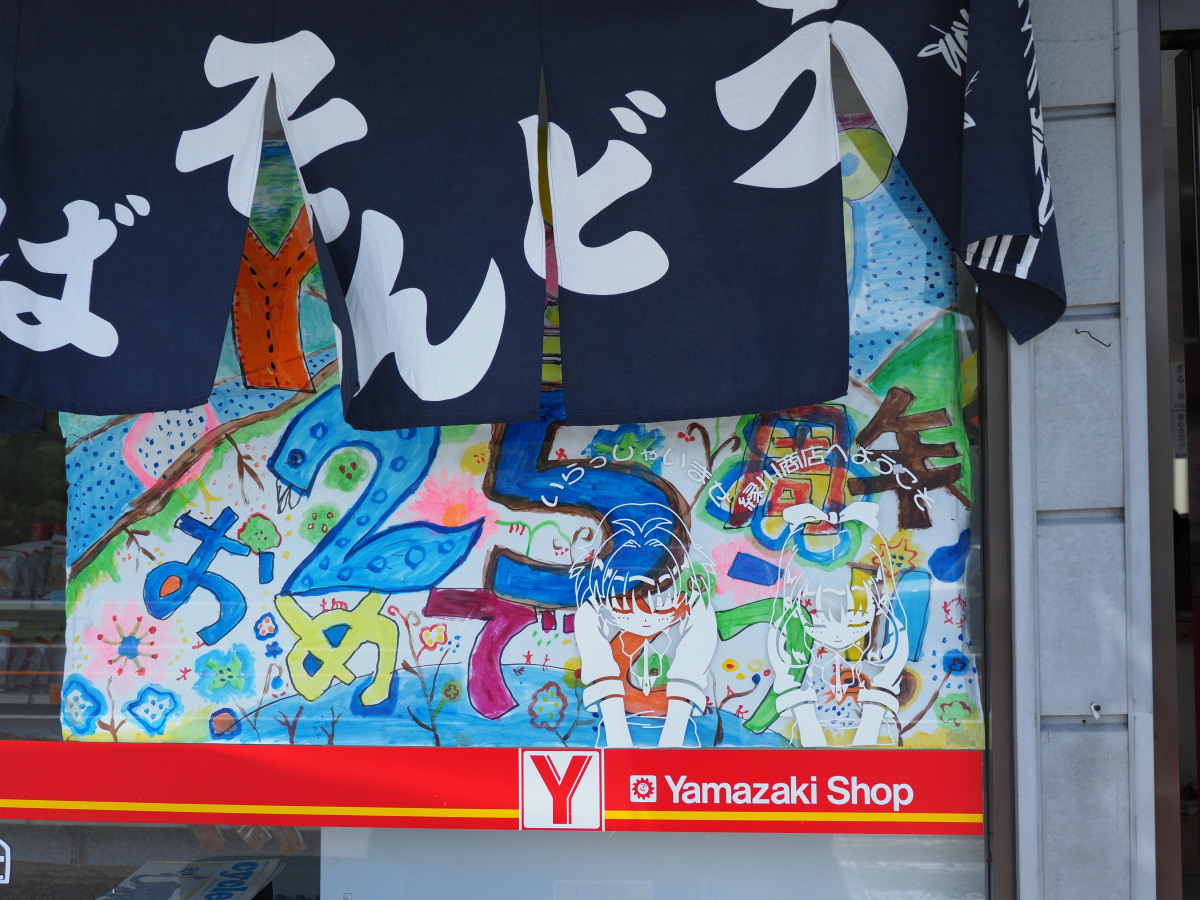 うどん
そば
Y
25周年
おめでとう
いらっしゃいませ 縁川商店へようこそ
Y Yamazaki Shop
cycle